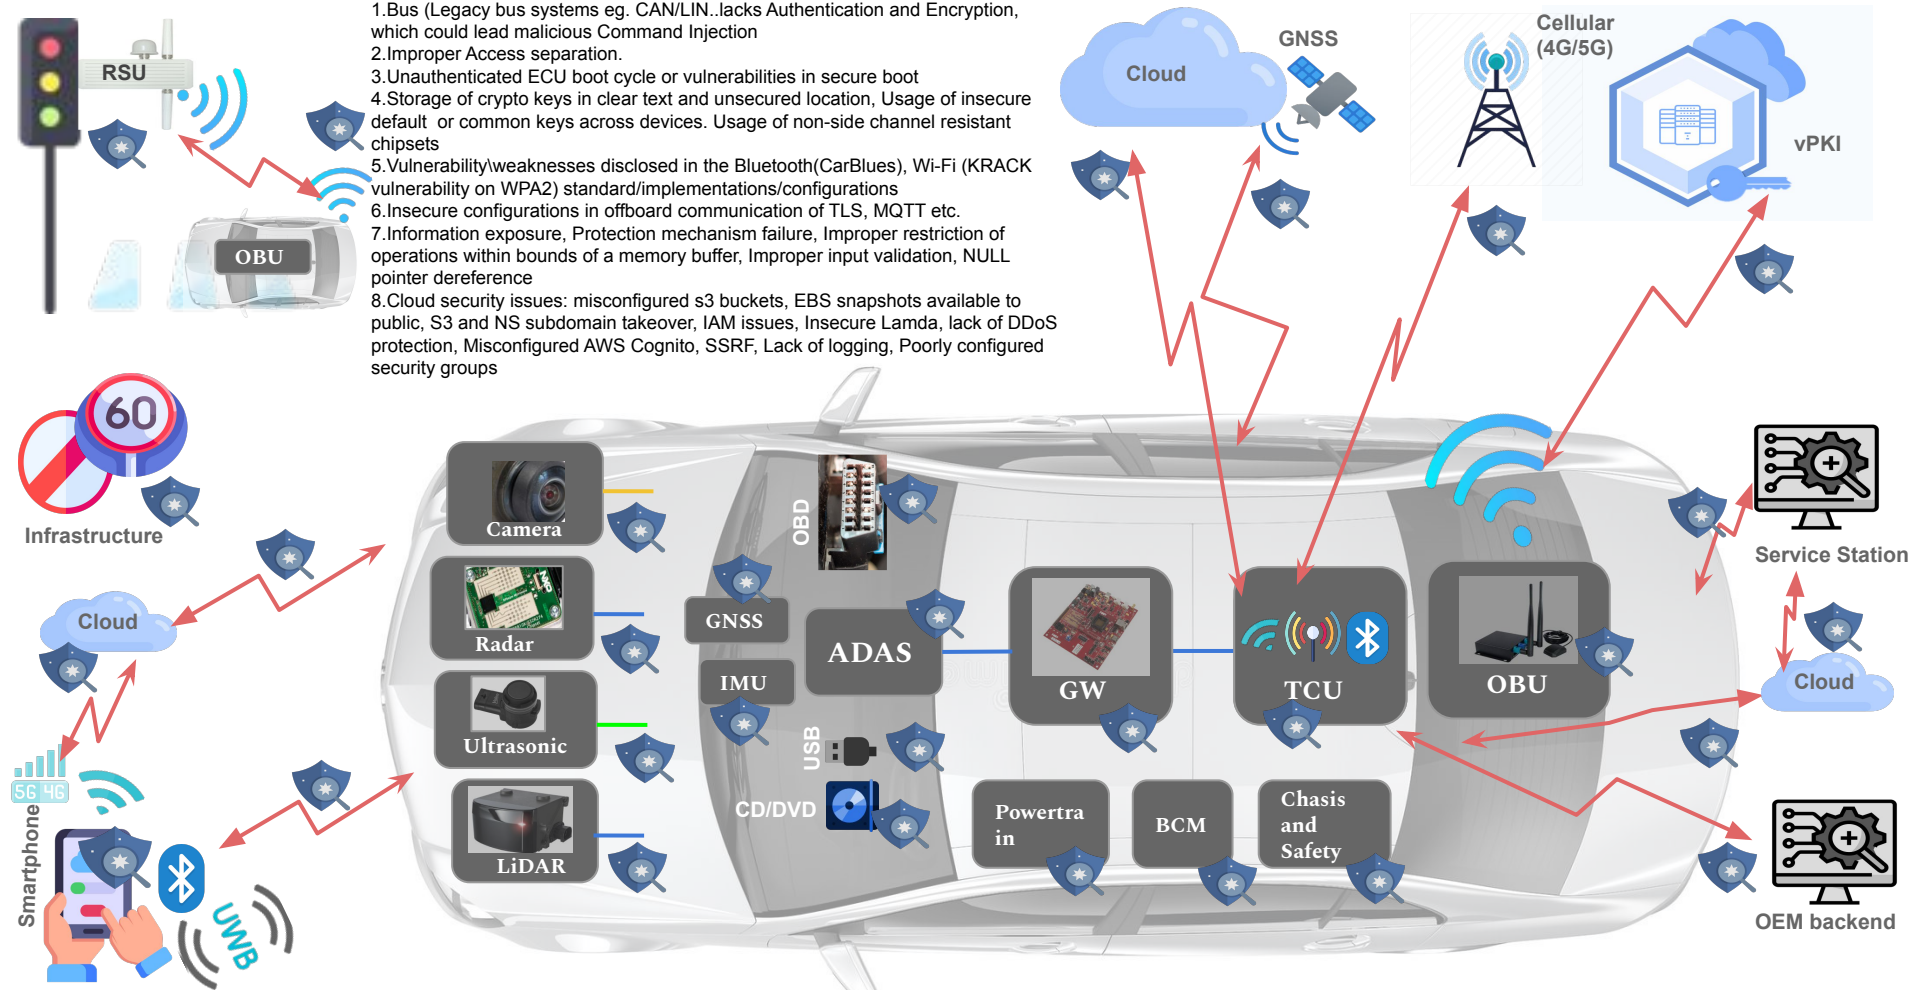 1.Bus (Legacy bus systems eg. CAN/LIN..lacks Authentication and Encryption,
which could lead malicious Command Injection
2.Improper Access separation.
3.Unauthenticated ECU boot cycle or vulnerabilities in secure boot
4.Storage of crypto keys in clear text and unsecured location, Usage of insecure
default  or common keys across devices. Usage of non-side channel resistant
chipsets
5.Vulnerability\weaknesses disclosed in the Bluetooth(CarBlues), Wi-Fi (KRACK
vulnerability on WPA2) standard/implementations/configurations
6.Insecure configurations in offboard communication of TLS, MQTT etc.
7.Information exposure, Protection mechanism failure, Improper restriction of
operations within bounds of a memory buffer, Improper input validation, NULL
pointer dereference
8.Cloud security issues: misconfigured s3 buckets, EBS snapshots available to
public, S3 and NS subdomain takeover, IAM issues, Insecure Lamda, lack of DDoS
protection, Misconfigured AWS Cognito, SSRF, Lack of logging, Poorly configured
security groups
RSU
OBU
Cloud
GNSS
Cellular
(4G/5G)
vPKI
60
Infrastructure
Cloud
5G 4G
Smartphone
UWB
Camera
Radar
Ultrasonic
LiDAR
OBD
GNSS
IMU
ADAS
USB
CD/DVD
GW
TCU
OBU
Powertra
in
BCM
Chasis
and
Safety
Service Station
Cloud
OEM backend